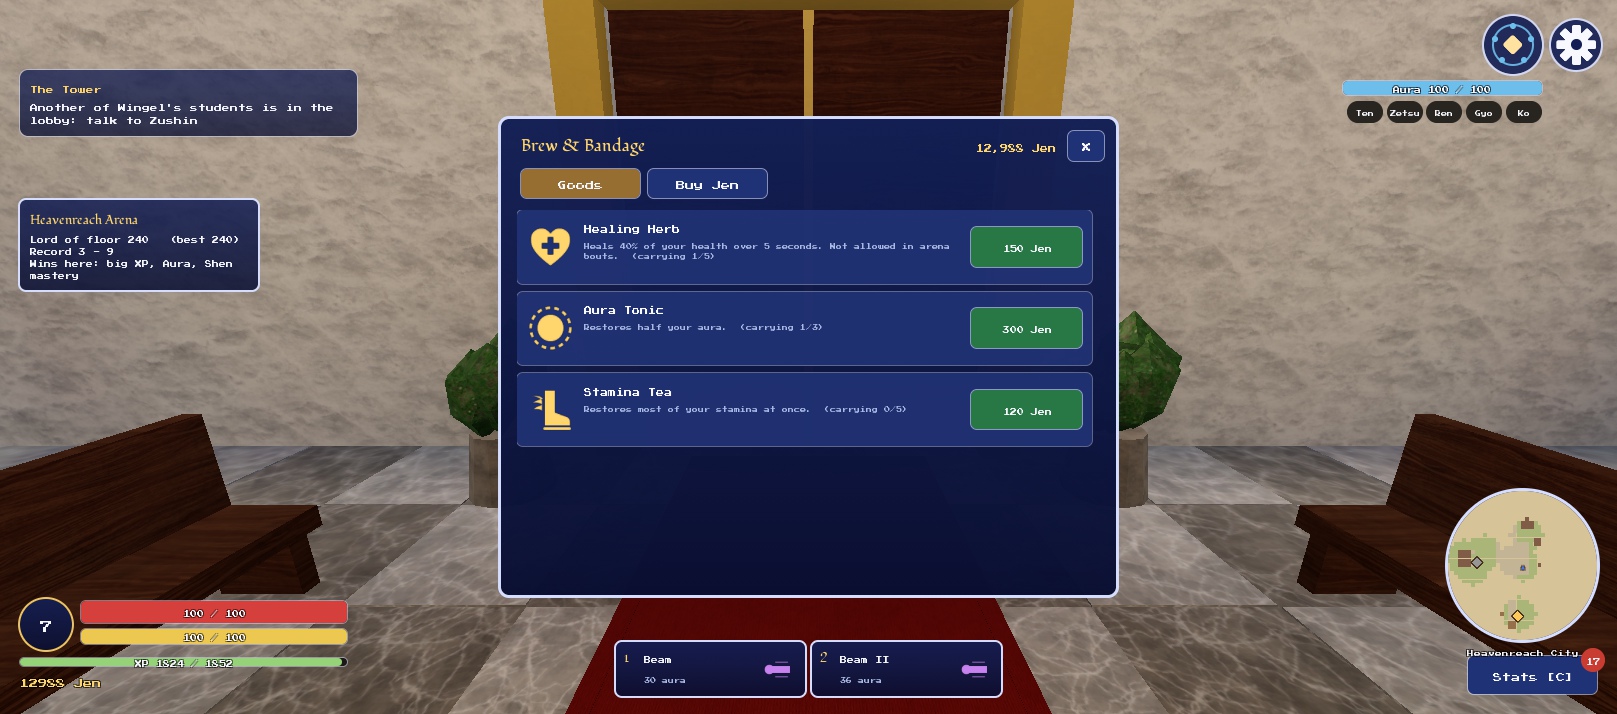 The Tower
Another of Wingel's students is in the
lobby: talk to Zushin
Heavenreach Arena
Lord of floor 240 (best 240)
Record 3 - 9
Wins here: big XP, Aura, Shen
mastery
Brew & Bandage
12,988 Jen
x
Goods
Buy Jen
Healing Herb
Heals 40% of your health over 5 seconds. Not allowed in arena
bouts. (carrying 1/5)
150 Jen
Aura Tonic
Restores half your aura. (carrying 1/3)
300 Jen
Stamina Tea
Restores most of your stamina at once. (carrying 0/5)
120 Jen
Aura 100 / 100
Ten
Zetsu
Ren
Gyo
Ko
7
100 / 100
100 / 100
XP 1824 / 1852
12988 Jen
1 Beam
30 aura
2 Beam II
36 aura
Heavenreach City
17
Stats [C]